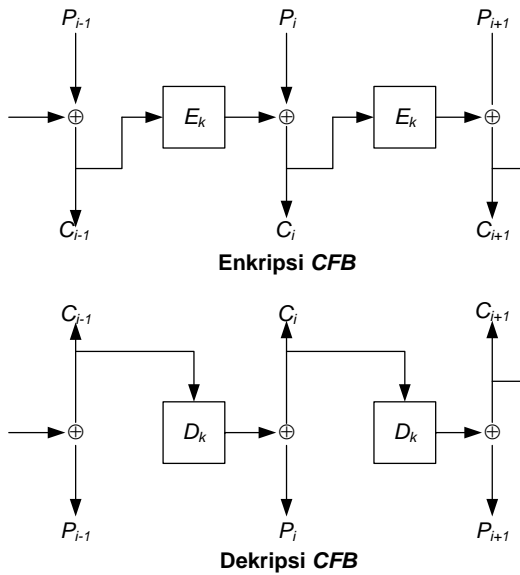 P_{i-1} P_i P_{i+1}
⊕ E_k ⊕ E_k ⊕
C_{i-1} C_i C_{i+1}
Enkripsi CFB
C_{i-1} C_i C_{i+1}
⊕ D_k ⊕ D_k ⊕
P_{i-1} P_i P_{i+1}
Dekripsi CFB